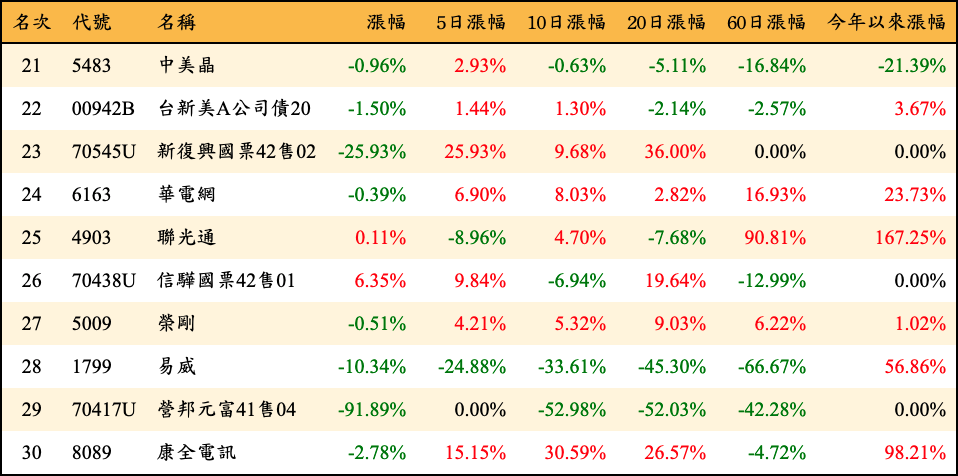 名次 代號 名稱 漲幅 5日漲幅 10日漲幅 20日漲幅 60日漲幅 今年以來漲幅
21 5483 中美晶 -0.96% 2.93% -0.63% -5.11% -16.84% -21.39%
22 00942B 台新美A公司債20 -1.50% 1.44% 1.30% -2.14% -2.57% 3.67%
23 70545U 新復興國票42售02 -25.93% 25.93% 9.68% 36.00% 0.00% 0.00%
24 6163 華電網 -0.39% 6.90% 8.03% 2.82% 16.93% 23.73%
25 4903 聯光通 0.11% -8.96% 4.70% -7.68% 90.81% 167.25%
26 70438U 信驊國票42售01 6.35% 9.84% -6.94% 19.64% -12.99% 0.00%
27 5009 榮剛 -0.51% 4.21% 5.32% 9.03% 6.22% 1.02%
28 1799 易威 -10.34% -24.88% -33.61% -45.30% -66.67% 56.86%
29 70417U 營邦元富41售04 -91.89% 0.00% -52.98% -52.03% -42.28% 0.00%
30 8089 康全電訊 -2.78% 15.15% 30.59% 26.57% -4.72% 98.21%